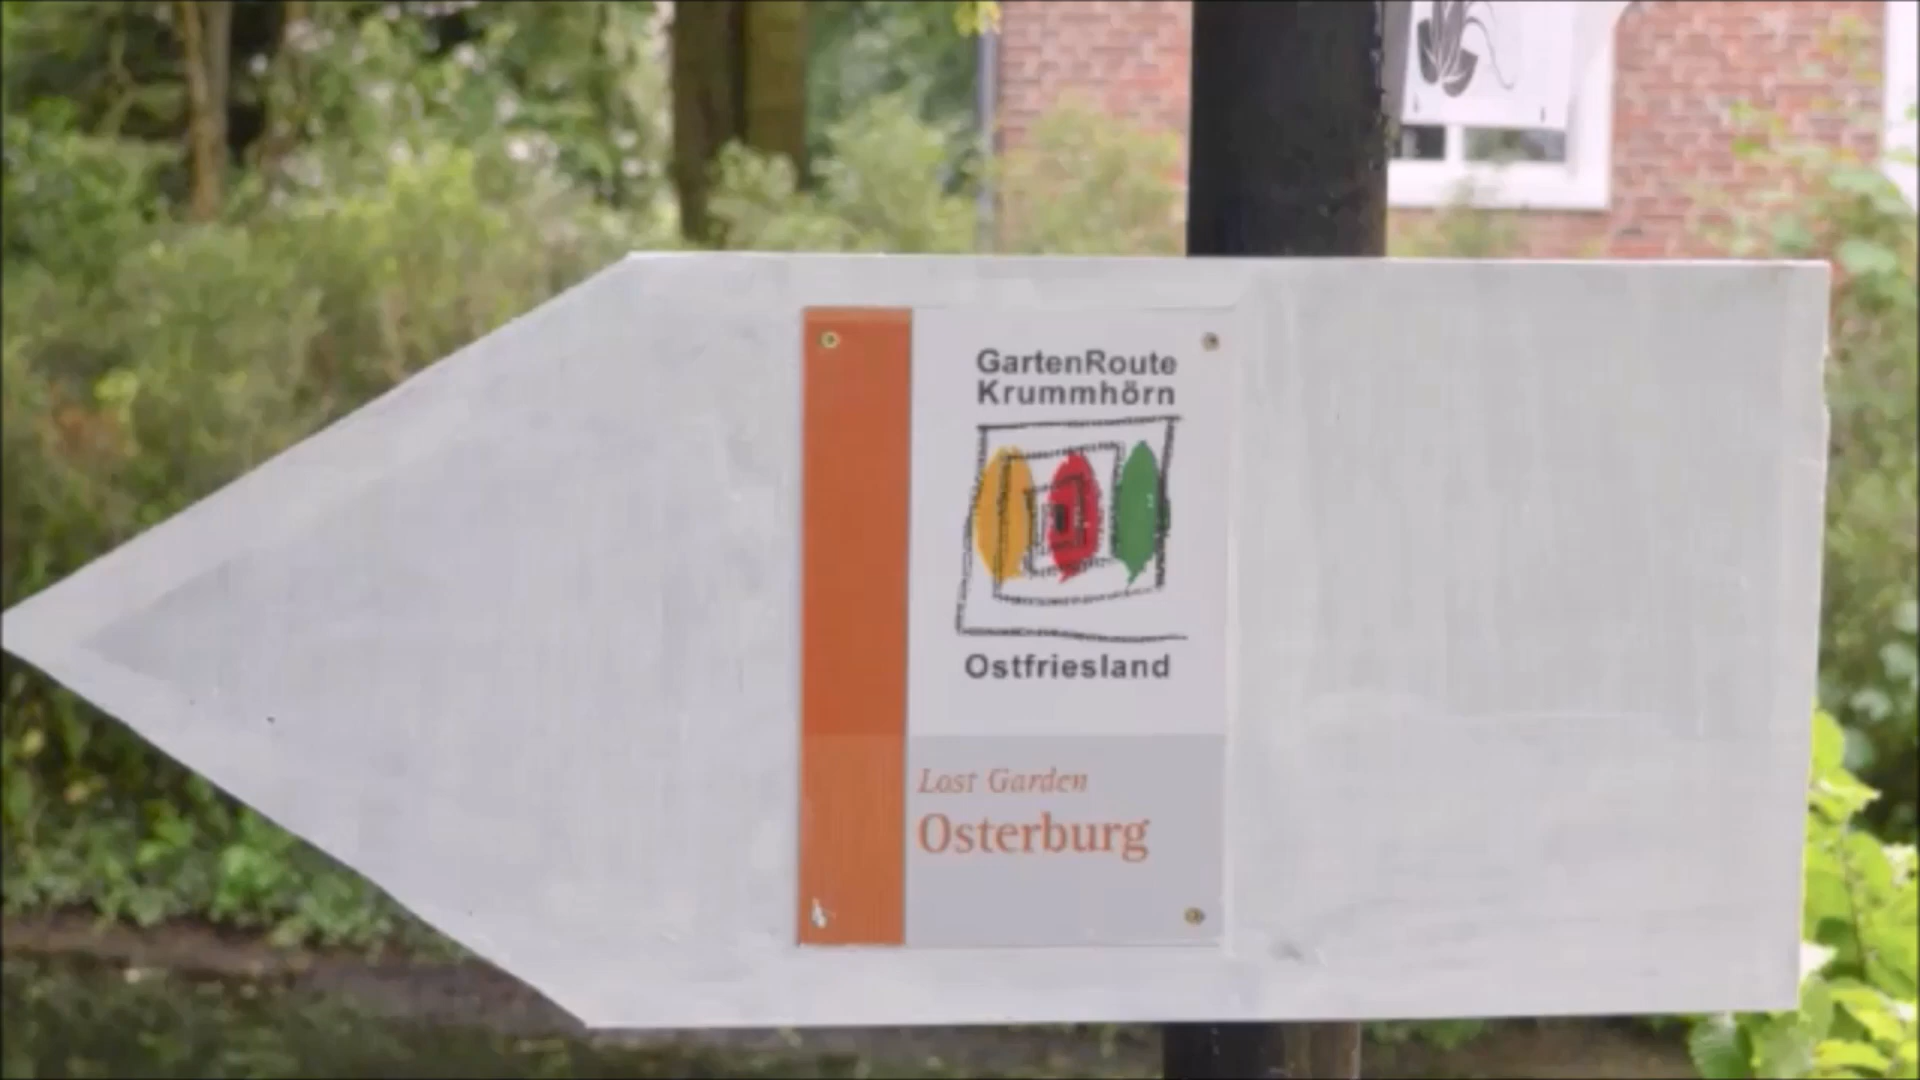 GartenRoute
Krummhörn
Ostfriesland
Lost Garden
Osterburg